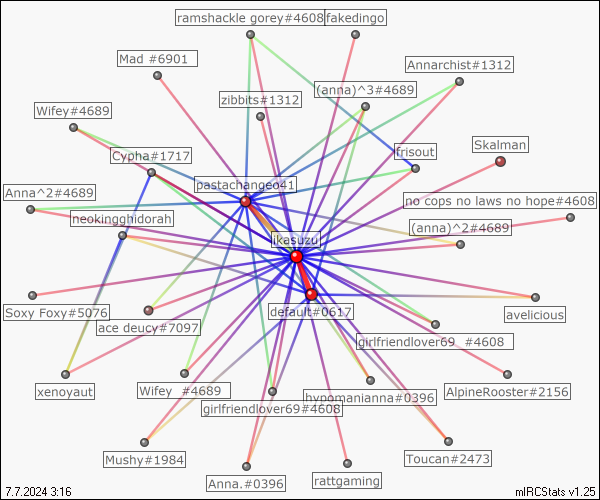 ramshackle gorey#4608
fakedingo
Mad #6901
Annarchist#1312
zibbits#1312
(anna)^3#4689
Wifey#4689
Cypha#1717
frisout
Skalman
pastachangeo41
Anna^2#4689
no cops no laws no hope#4608
neokingghidorah
(anna)^2#4689
ikasuzu
Soxy Foxy#5076
ace deucy#7097
default#0617
avelicious
girlfriendlover69_#4608
xenoyaut
Wifey_#4689
hypomanianna#0396
AlpineRooster#2156
girlfriendlover69#4608
Mushy#1984
Toucan#2473
Anna.#0396
rattgaming
7.7.2024 3:16
mIRCStats v1.25